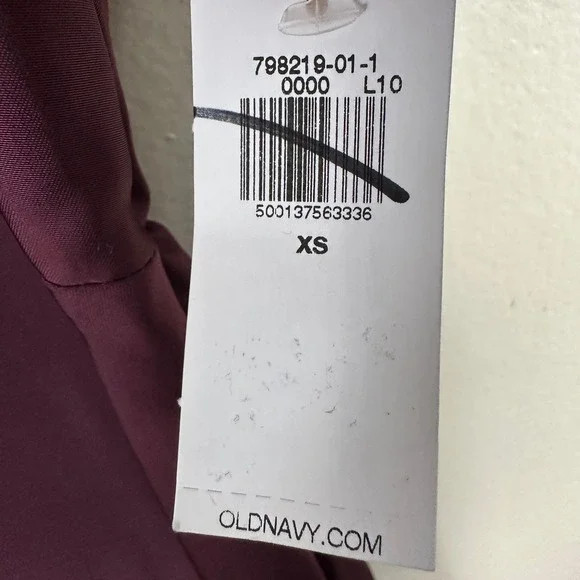 798219-01-1
0000 L10
500137563336
XS
OLDNAVY.COM